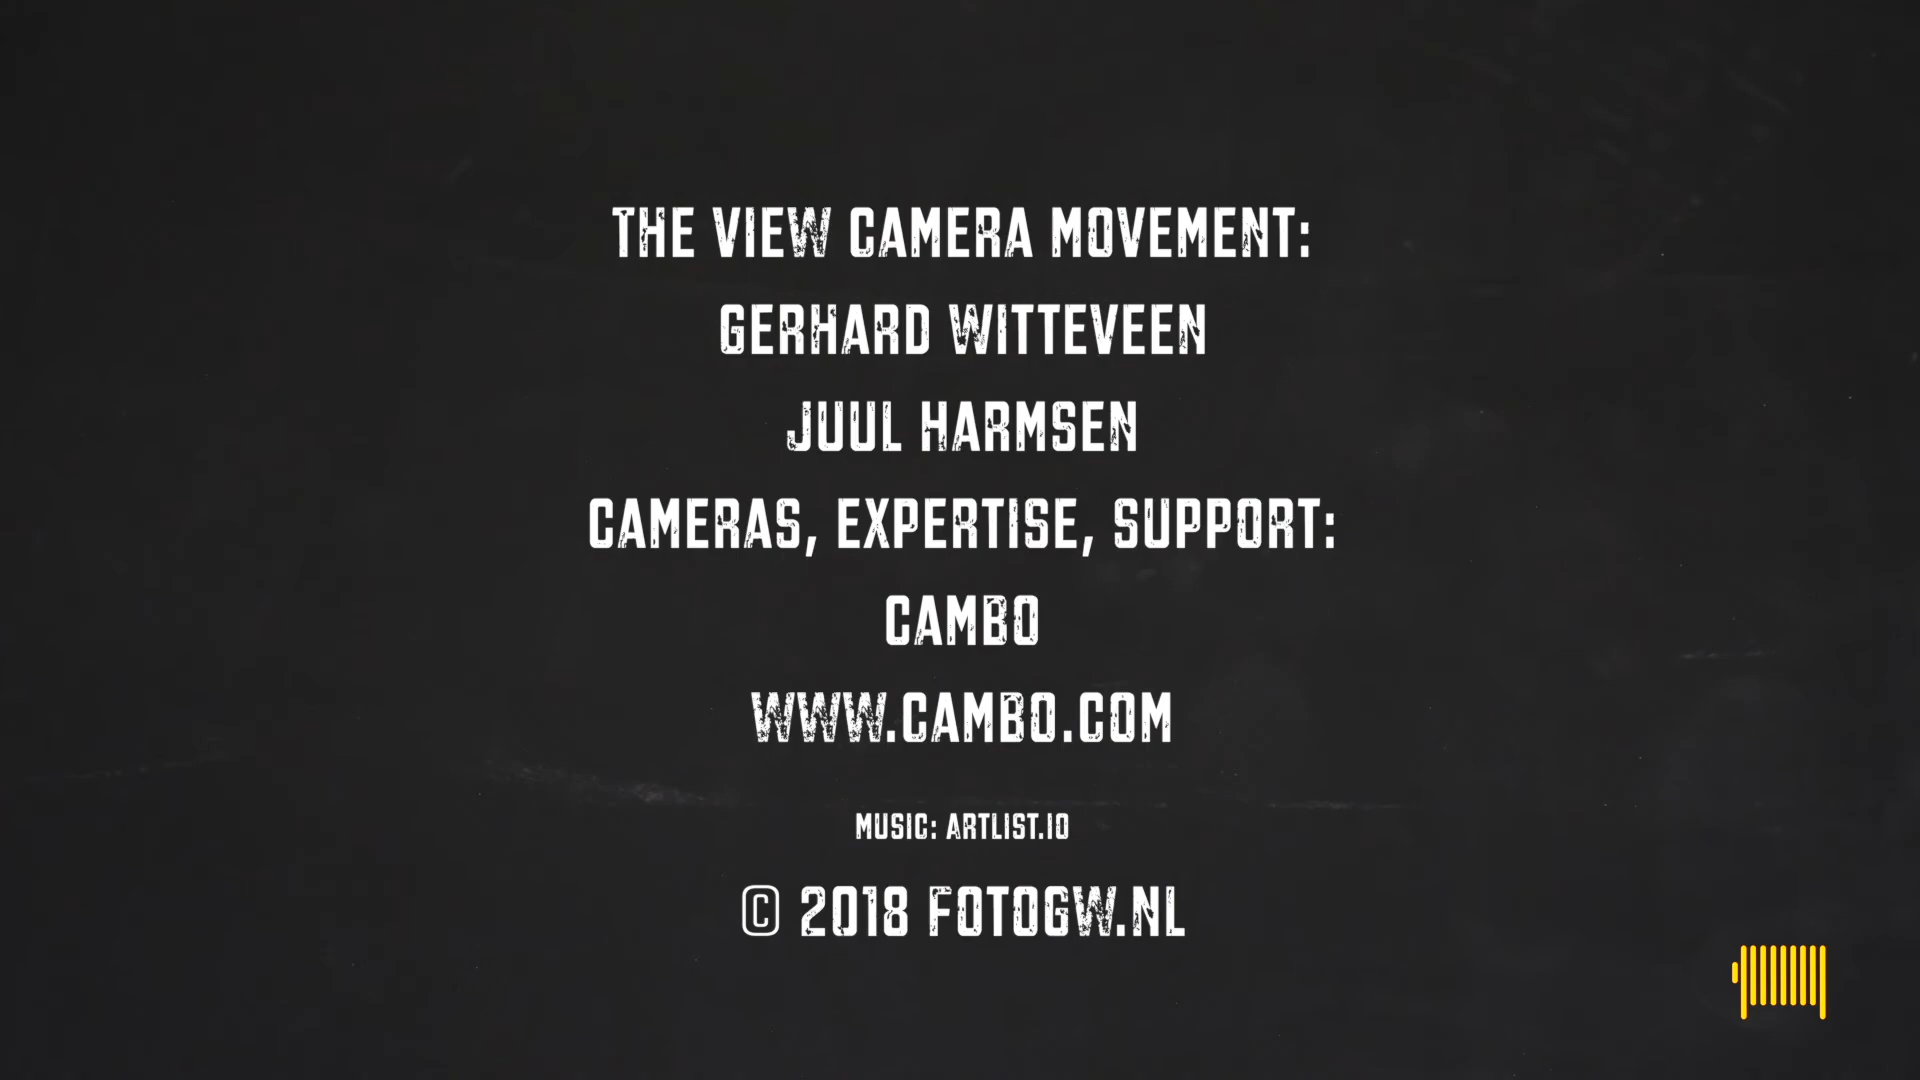 THE VIEW CAMERA MOVEMENT:
GERHARD WITTEVEEN
JUUL HARMSEN
CAMERAS, EXPERTISE, SUPPORT:
CAMBO
WWW.CAMBO.COM
MUSIC: ARTLIST.IO
© 2018 FOTOGW.NL